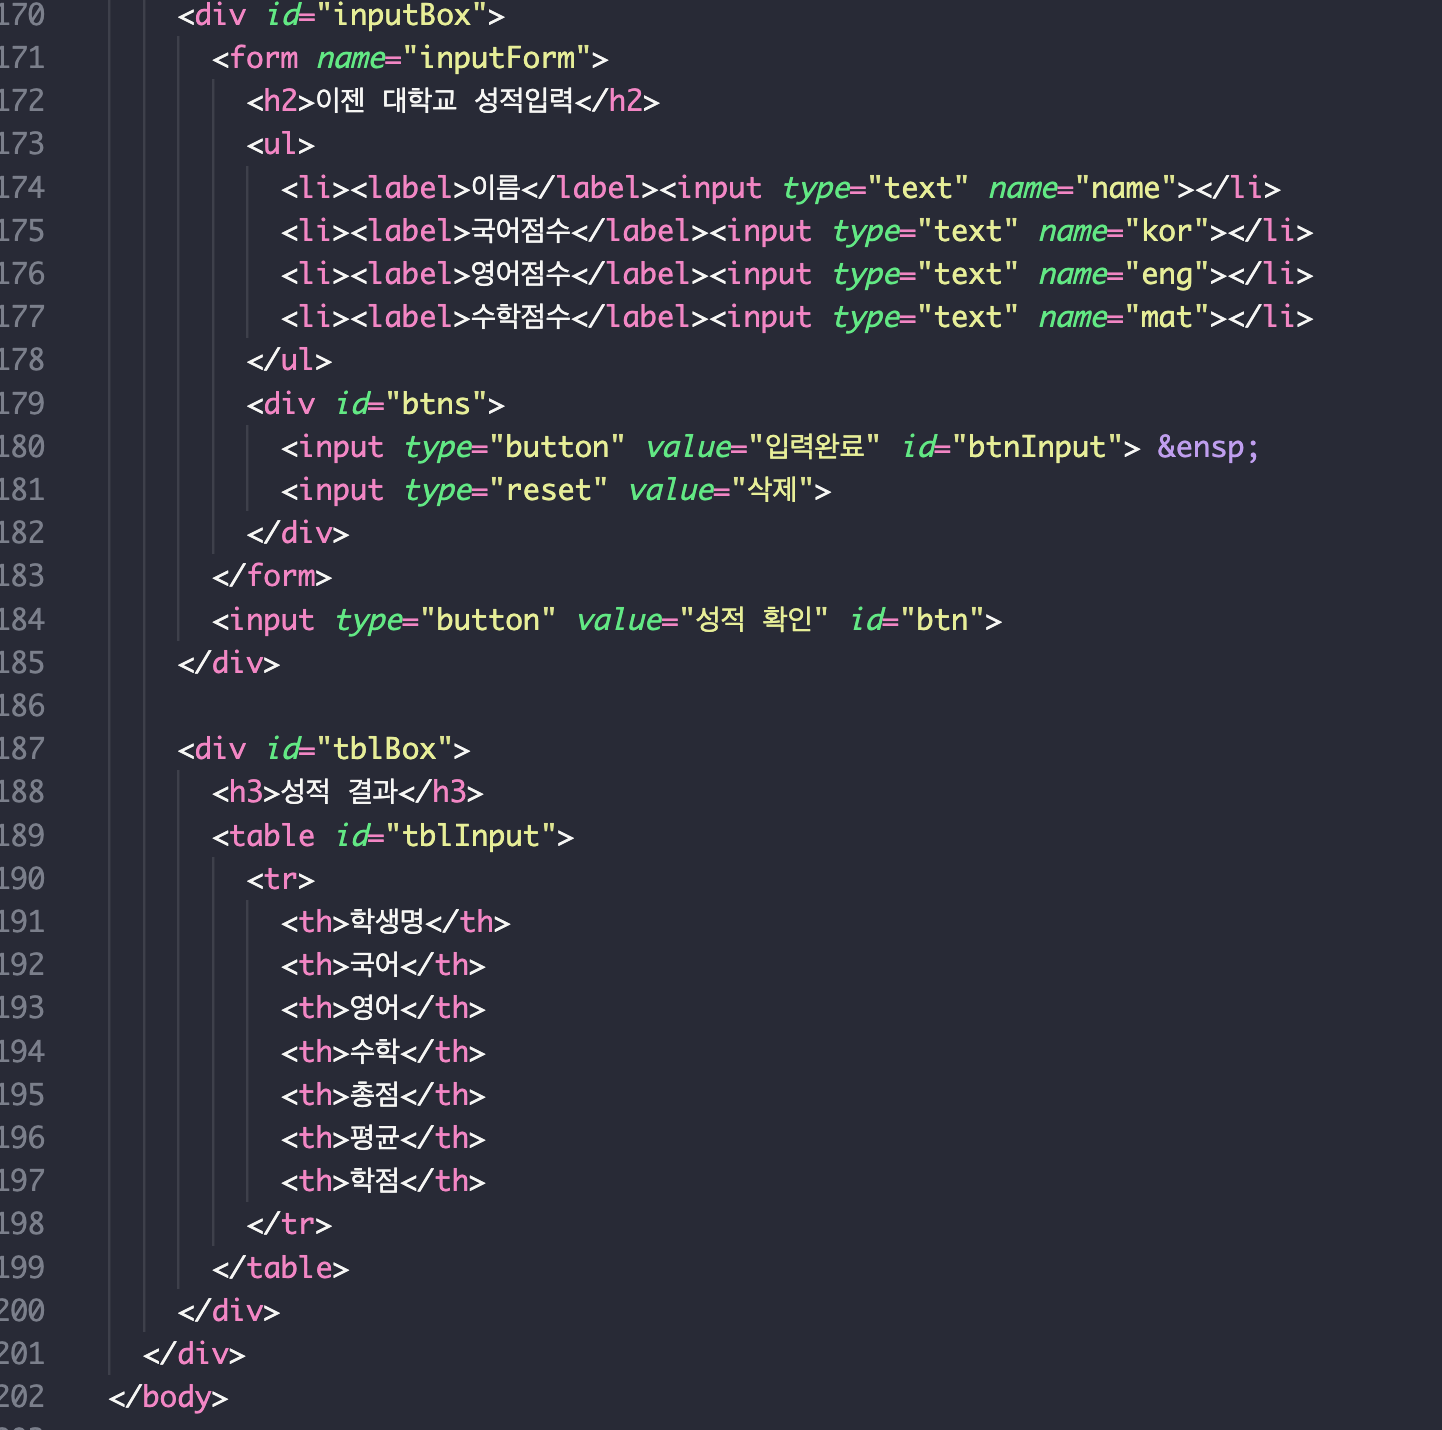 170 <div id="inputBox">
171 <form name="inputForm">
172 <h2>이젠 대학교 성적입력</h2>
173 <ul>
174 <li><label>이름</label><input type="text" name="name"></li>
175 <li><label>국어점수</label><input type="text" name="kor"></li>
176 <li><label>영어점수</label><input type="text" name="eng"></li>
177 <li><label>수학점수</label><input type="text" name="mat"></li>
178 </ul>
179 <div id="btns">
180 <input type="button" value="입력완료" id="btnInput"> &ensp;
181 <input type="reset" value="삭제">
182 </div>
183 </form>
184 <input type="button" value="성적 확인" id="btn">
185 </div>
186
187 <div id="tblBox">
188 <h3>성적 결과</h3>
189 <table id="tblInput">
190 <tr>
191 <th>학생명</th>
192 <th>국어</th>
193 <th>영어</th>
194 <th>수학</th>
195 <th>총점</th>
196 <th>평균</th>
197 <th>학점</th>
198 </tr>
199 </table>
200 </div>
201 </div>
202 </body>